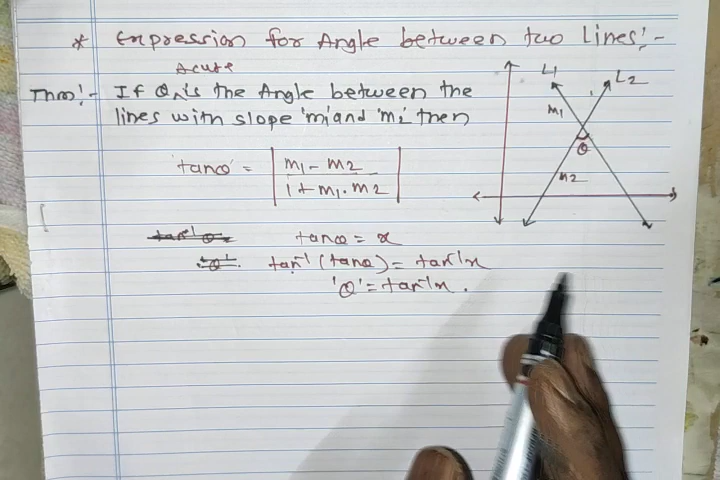 * Expression for Angle between two Lines:-
Acute
Thm:- If θ is the Angle between the
lines with slope 'm1' and 'm2' then
tanθ = | m1 - m2 / 1 + m1 . m2 |
tanθ = x
tan⁻¹ (tanθ) = tan⁻¹x
'θ' = tan⁻¹x .
L1
L2
m1
θ
m2